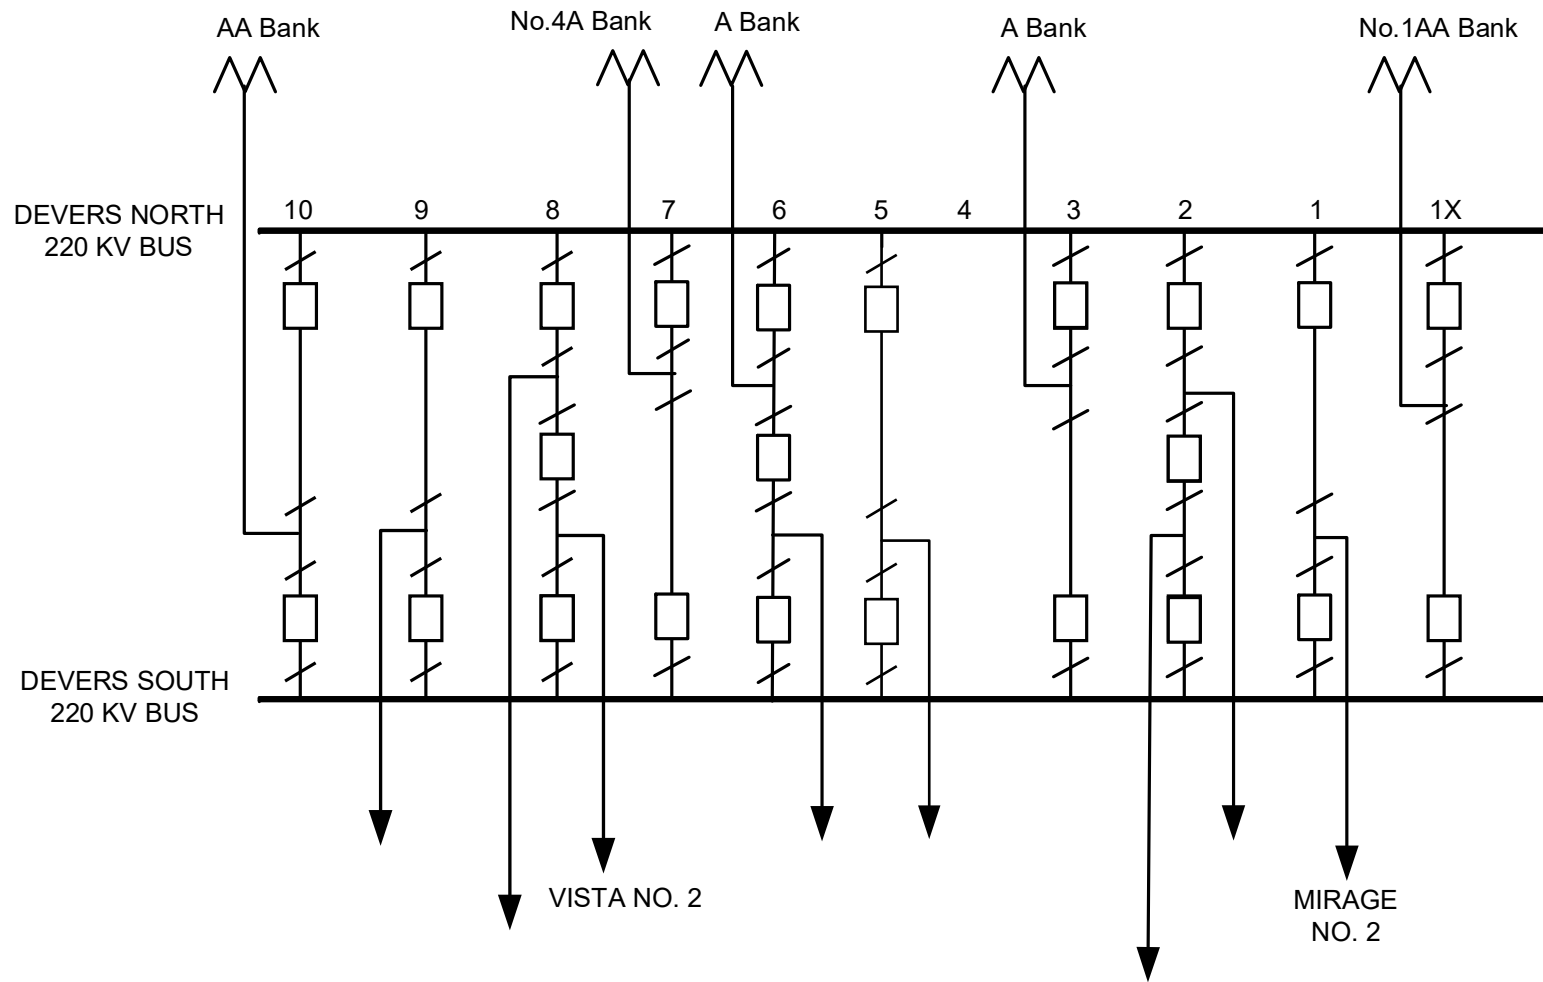 AA Bank
No.4A Bank
A Bank
A Bank
No.1AA Bank
DEVERS NORTH
220 KV BUS
10 9 8 7 6 5 4 3 2 1 1X
DEVERS SOUTH
220 KV BUS
VISTA NO. 2
MIRAGE
NO. 2